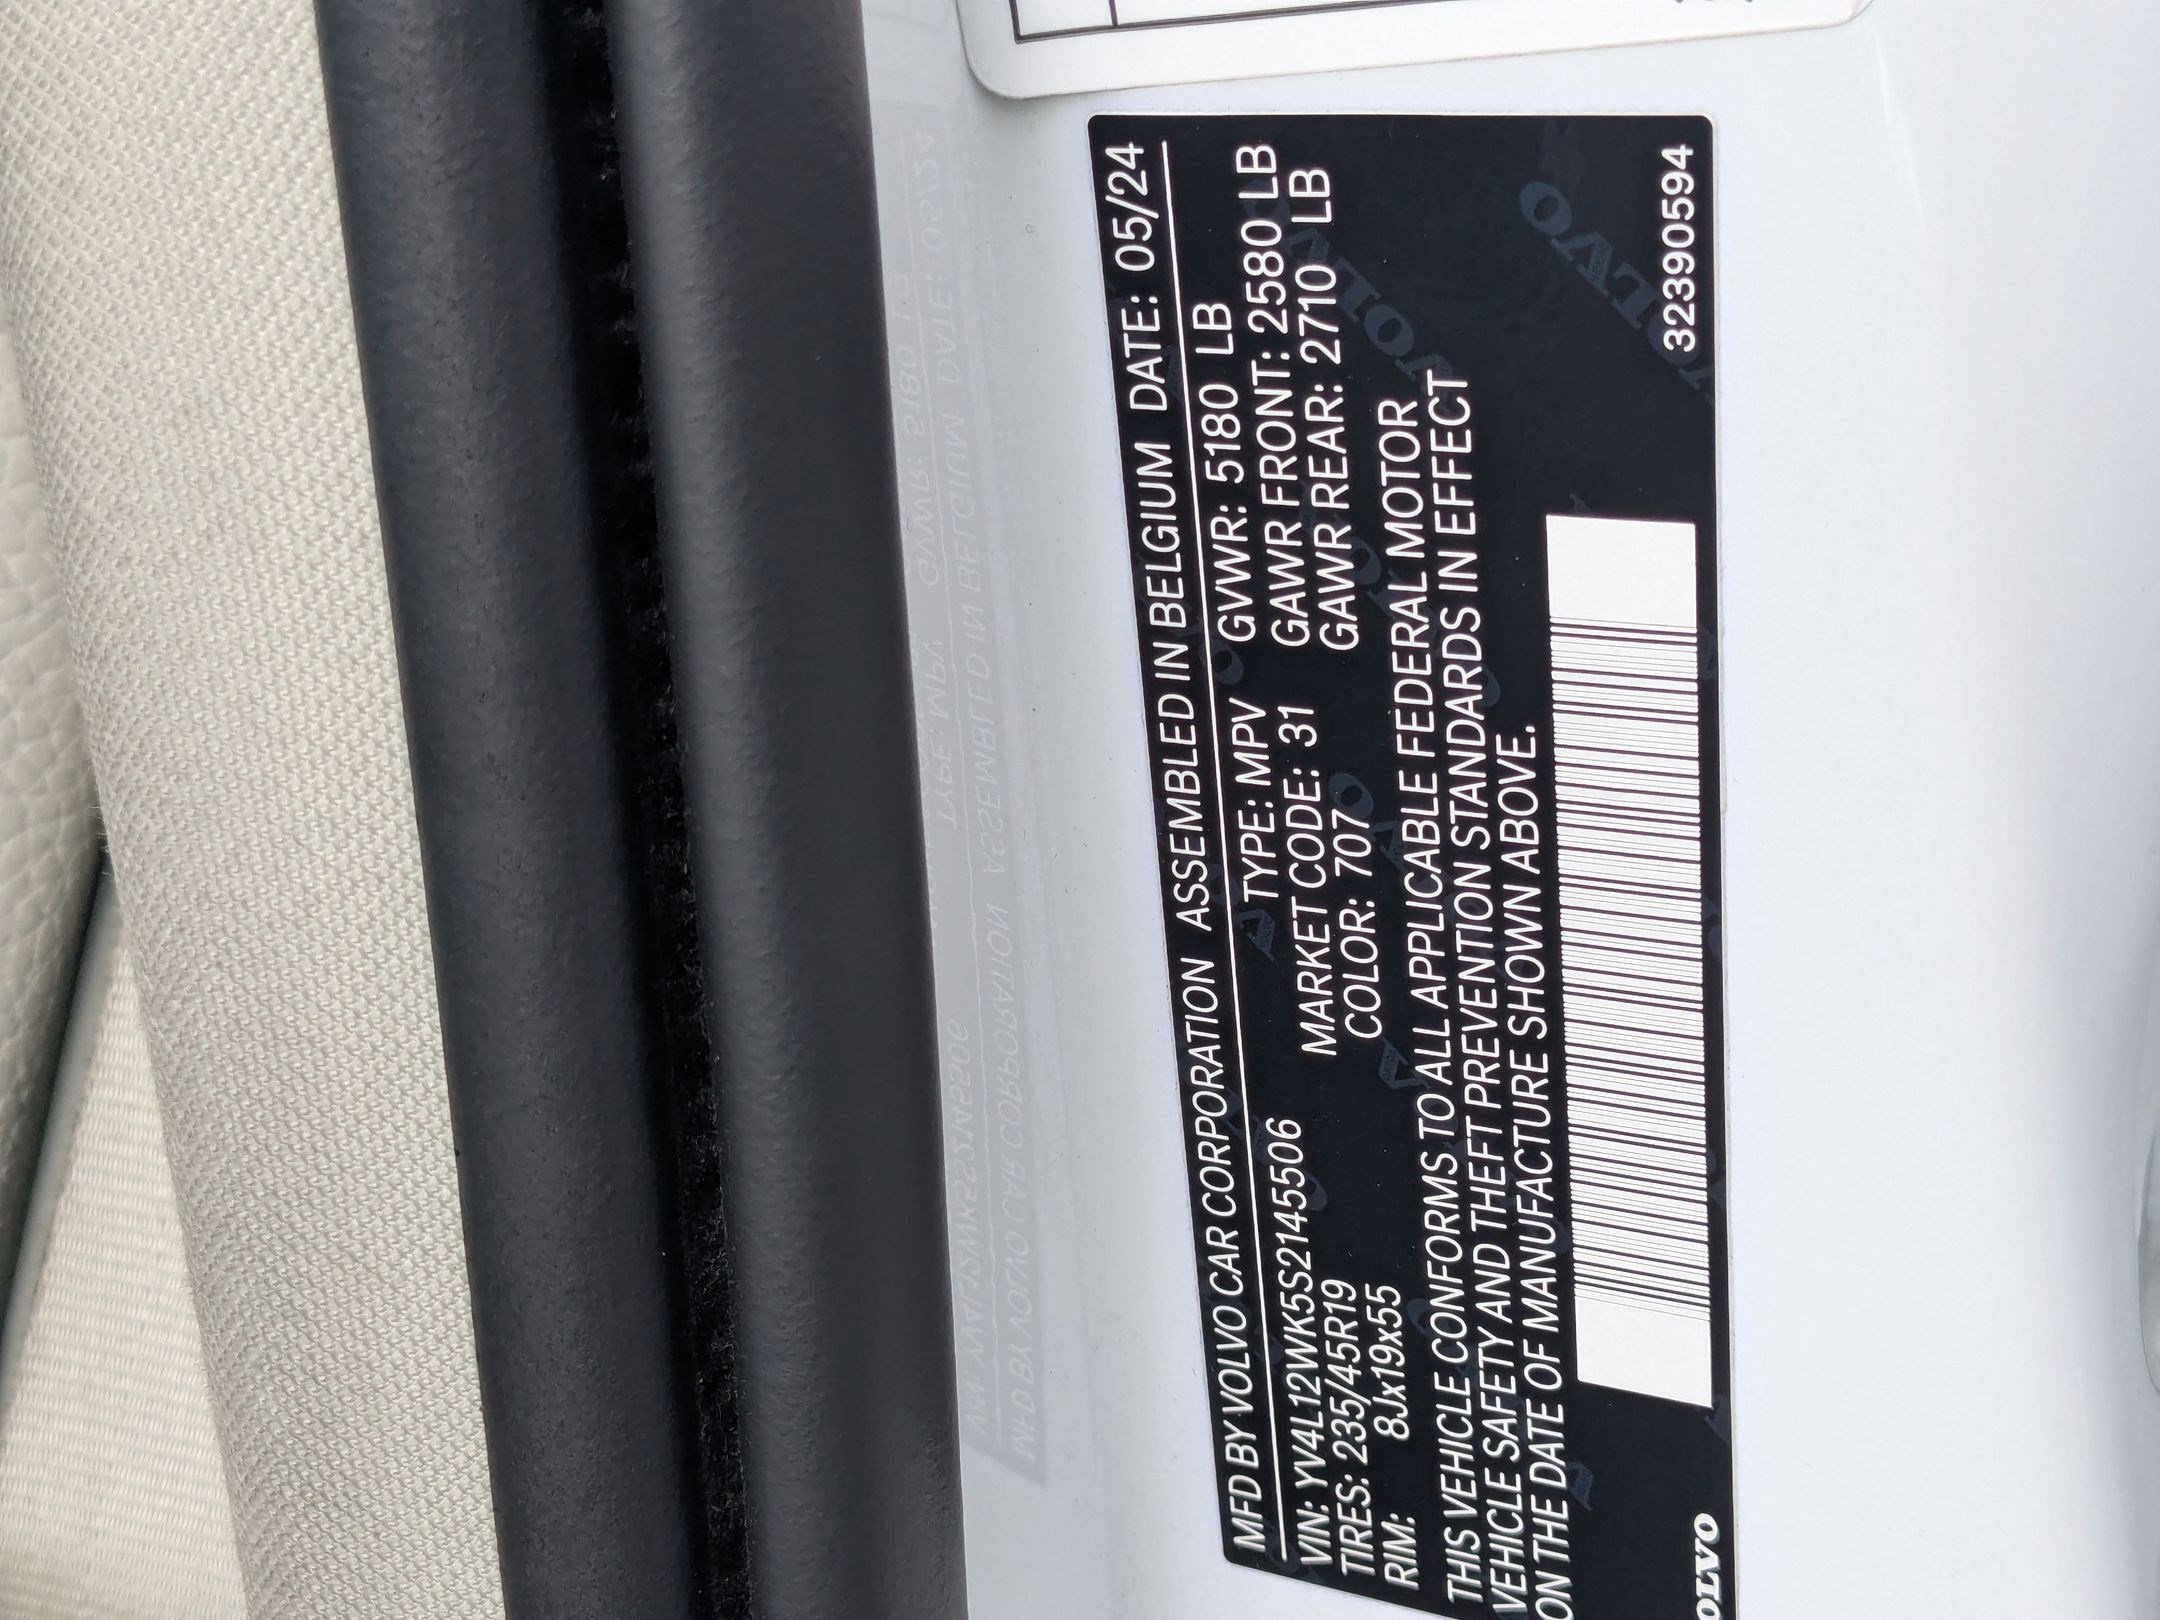 MFD BY VOLVO CAR CORPORATION ASSEMBLED IN BELGIUM DATE: 05/24
VIN: YV4L12WK5S2145506 TYPE: MPV GVWR: 5180 LB
TIRES: 235/45R19 MARKET CODE: 31 GAWR FRONT: 2580 LB
RIM: 8Jx19x55 COLOR: 707 GAWR REAR: 2710 LB
THIS VEHICLE CONFORMS TO ALL APPLICABLE FEDERAL MOTOR
VEHICLE SAFETY AND THEFT PREVENTION STANDARDS IN EFFECT
ON THE DATE OF MANUFACTURE SHOWN ABOVE.
VOLVO 32390594